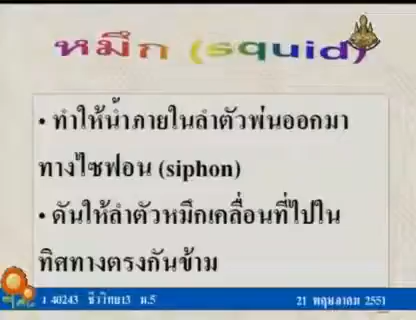 หมึก (squid)
• ทำให้น้ำภายในลำตัวพ่นออกมา
ทางไซฟอน (siphon)
• ดันให้ลำตัวหมึกเคลื่อนที่ไปใน
ทิศทางตรงกันข้าม
ว 40243 ชีววิทยา3 ม.5
21 พฤษภาคม 2551